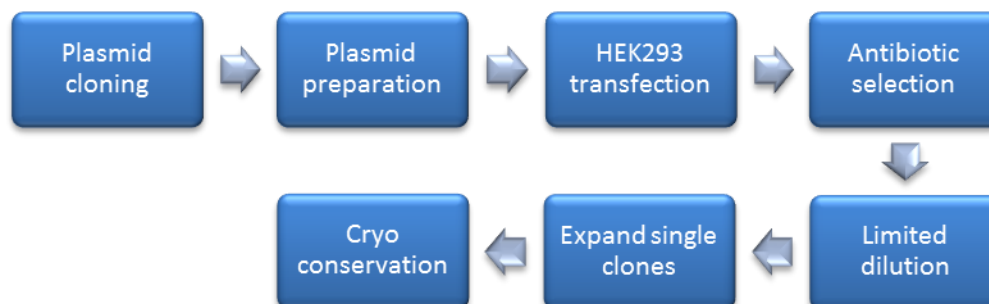 Plasmid
cloning
Plasmid
preparation
HEK293
transfection
Antibiotic
selection
Limited
dilution
Expand single
clones
Cryo
conservation